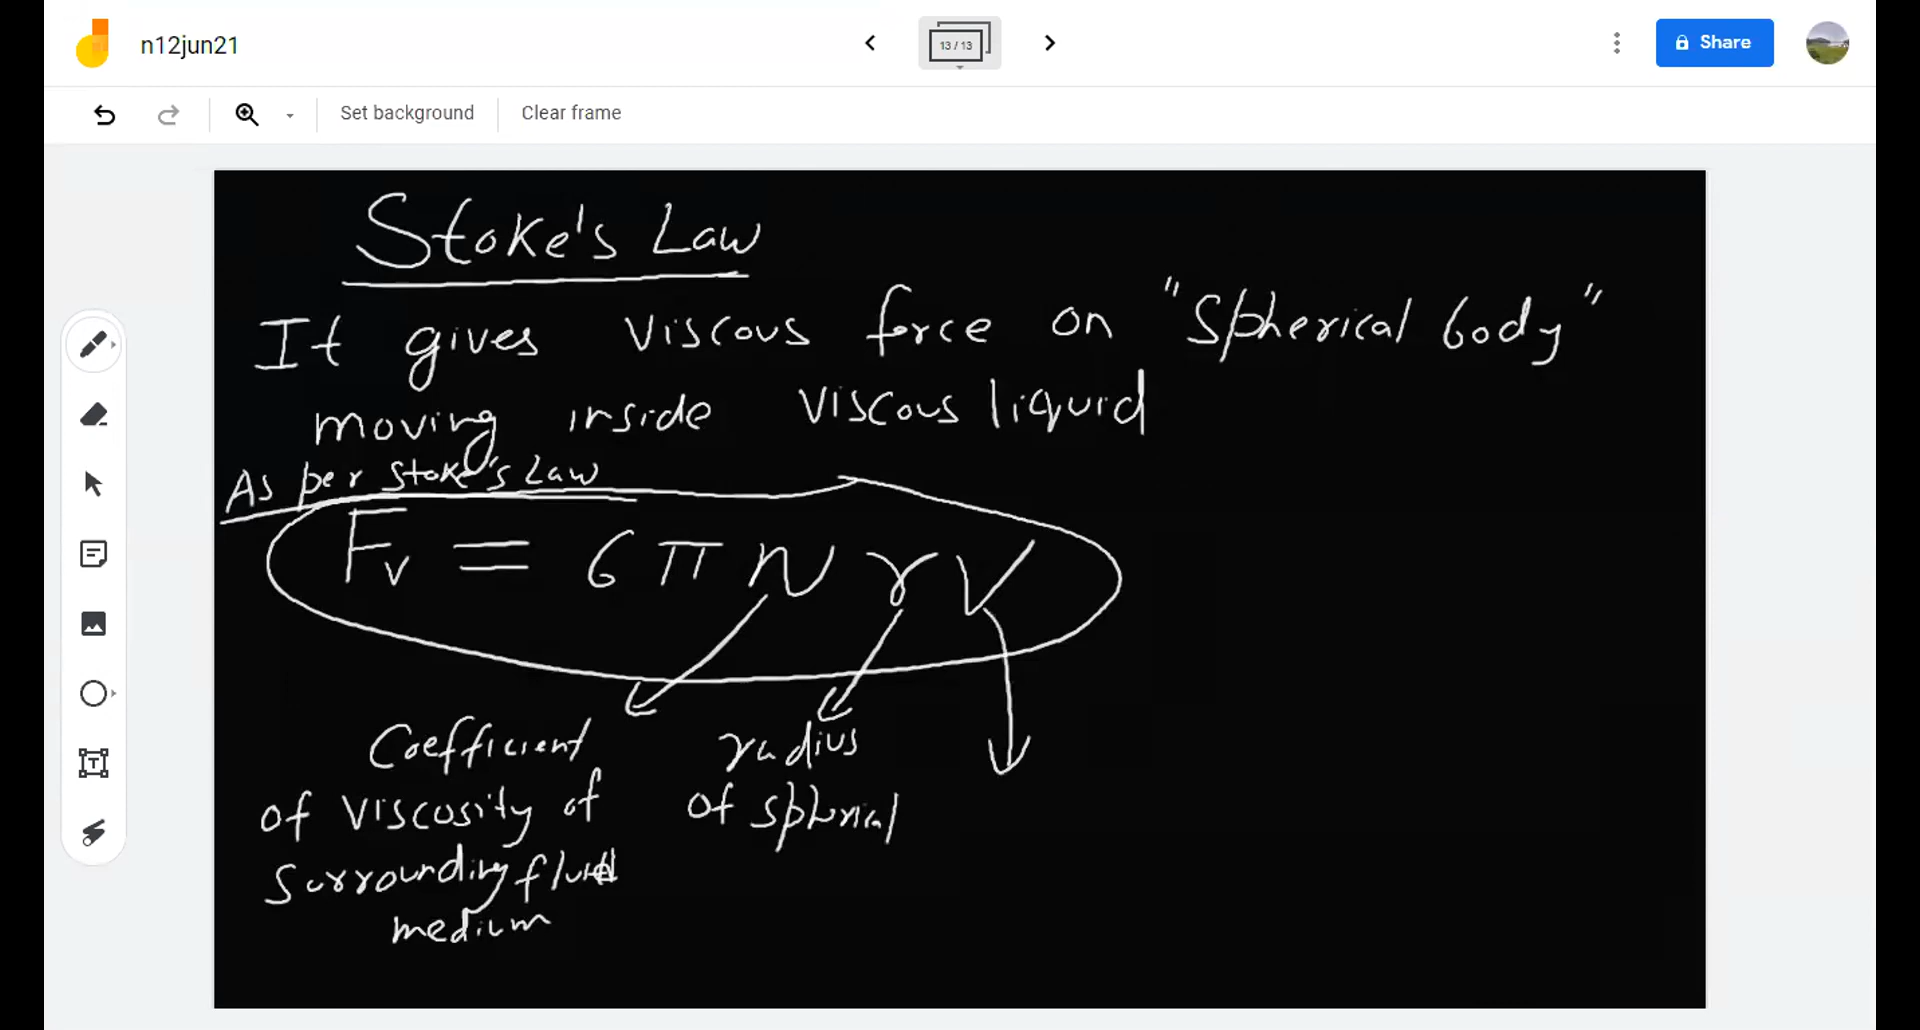 n12jun21
13 / 13
Share
Set background
Clear frame
Stoke's Law
It gives viscous force on "Spherical body"
moving inside viscous liquid
As per Stoke's Law
Fv = 6 π η r V
Coefficient
of viscosity of
surrounding fluid
medium
radius
of spherical